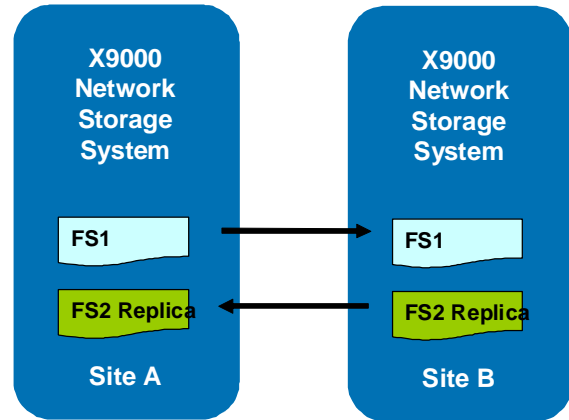 X9000
Network
Storage
System
FS1
FS2 Replica
Site A
X9000
Network
Storage
System
FS1
FS2 Replica
Site B